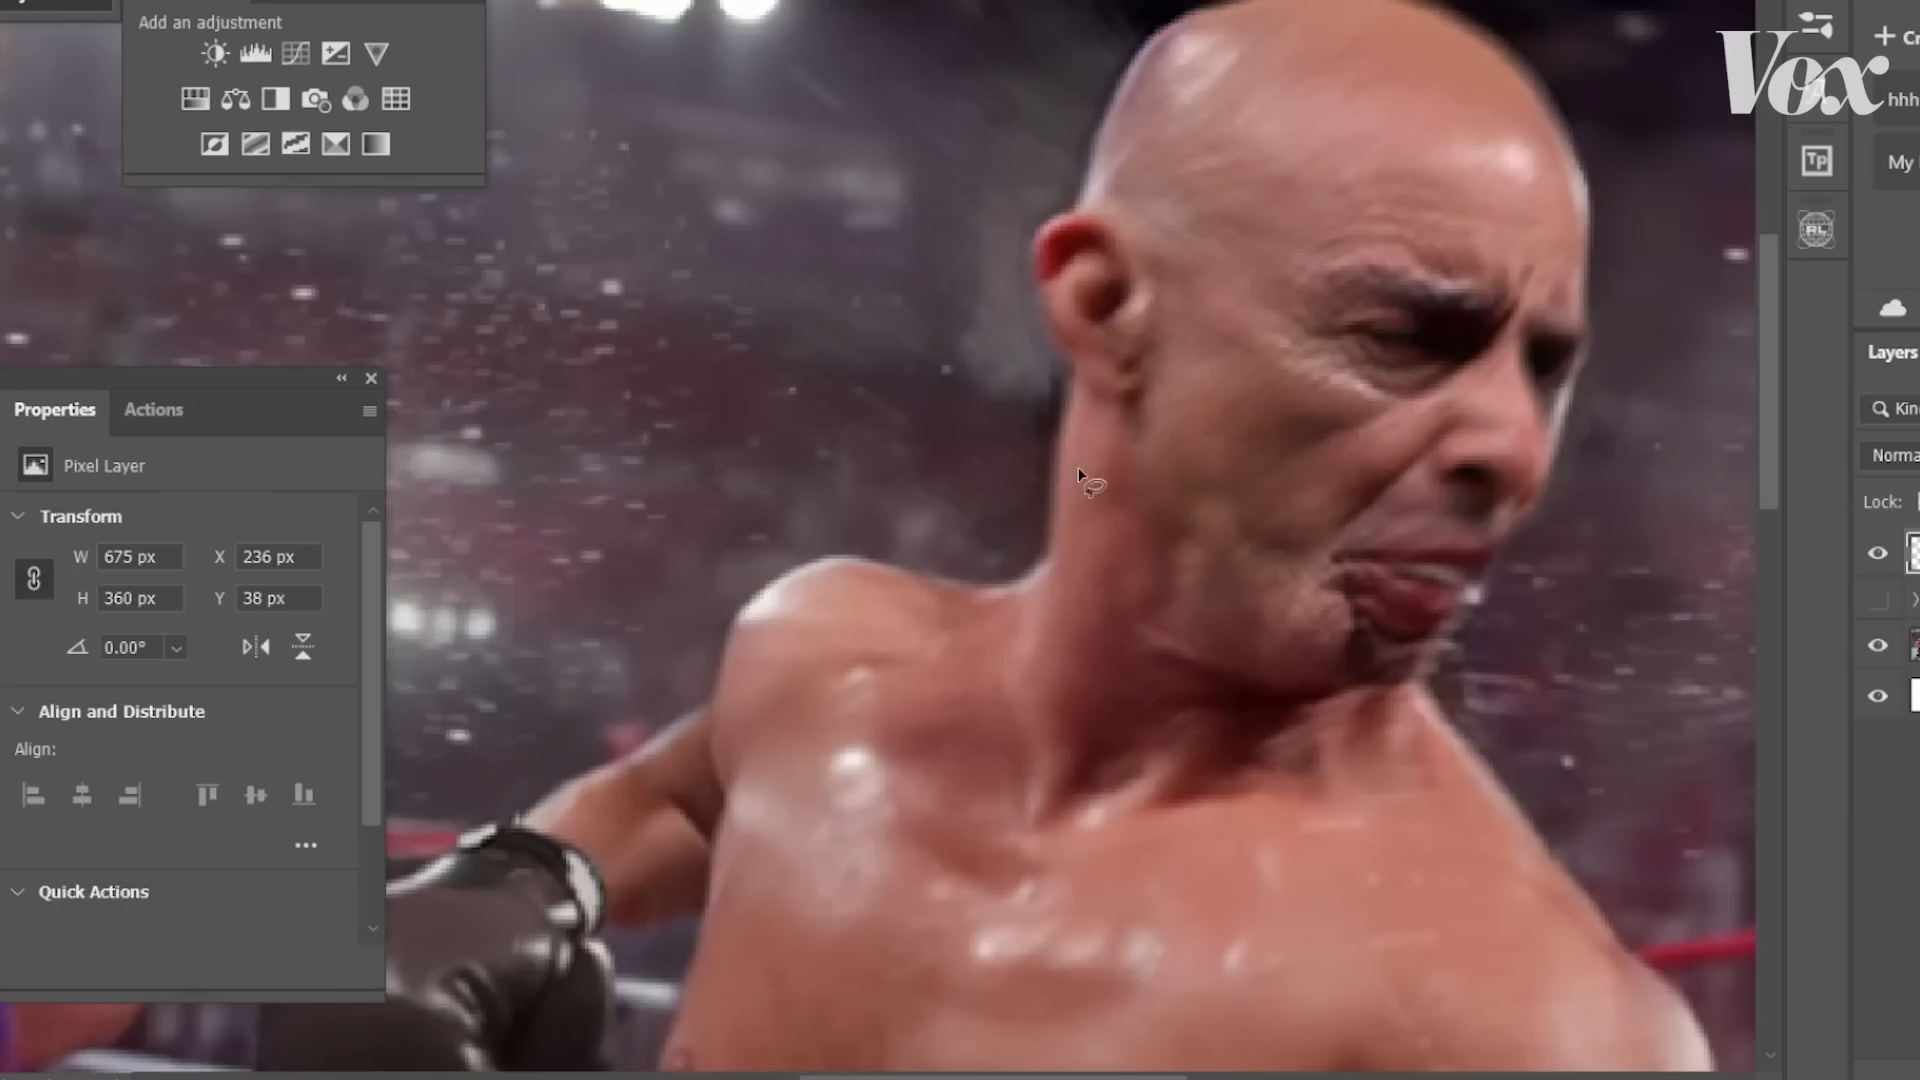 Add an adjustment
Vox
Cr
hhh
Tp
My
RL
Properties
Actions
Pixel Layer
Transform
W 675 px X 236 px
H 360 px Y 38 px
0.00°
Align and Distribute
Align:
Quick Actions
Layers
Kin
Norma
Lock: